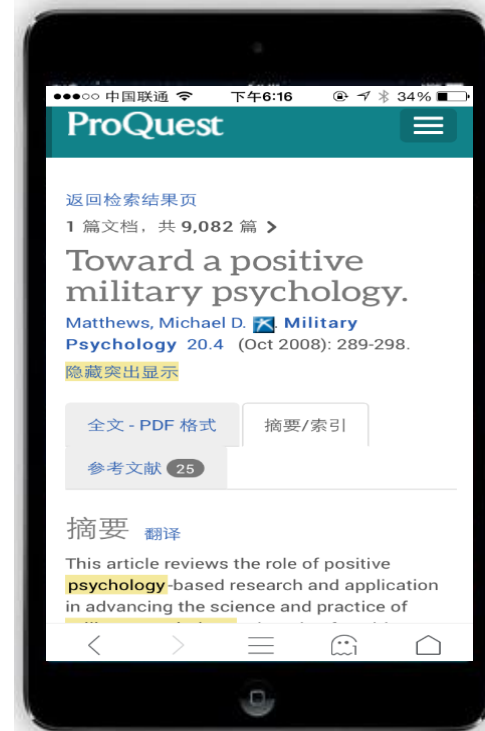 中国联通 下午6:16 34%
ProQuest
返回检索结果页
1 篇文档，共 9,082 篇 >
Toward a positive
military psychology.
Matthews, Michael D. Military
Psychology 20.4 (Oct 2008): 289-298.
隐藏突出显示
全文 - PDF 格式 摘要/索引
参考文献 25
摘要 翻译
This article reviews the role of positive
psychology-based research and application
in advancing the science and practice of